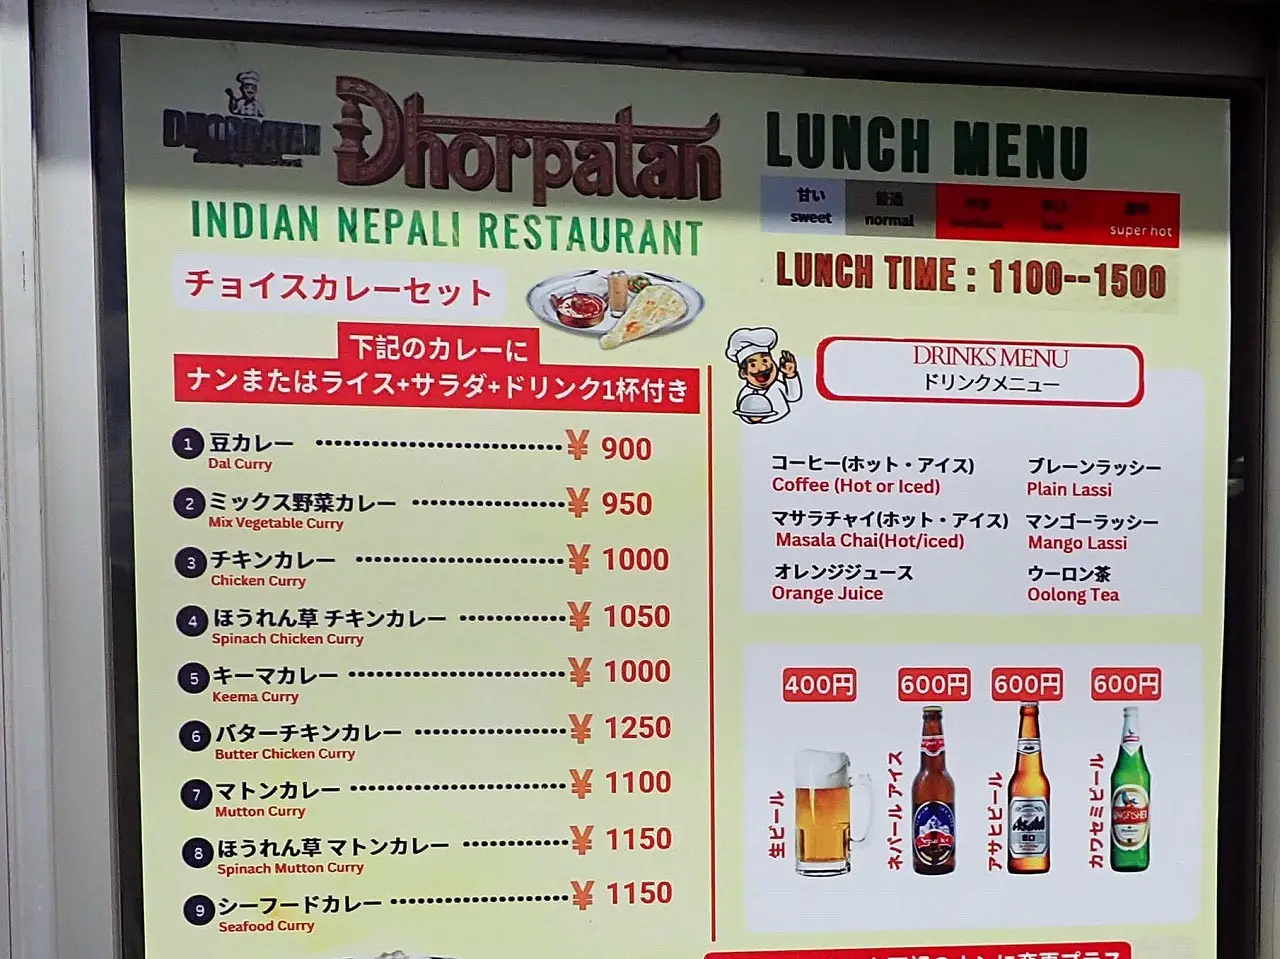 DHORPATAN
Dhorpatan
INDIAN NEPALI RESTAURANT
LUNCH MENU
甘い 普通
sweet normal super hot
LUNCH TIME : 1100--1500
チョイスカレーセット
下記のカレーに
ナンまたはライス+サラダ+ドリンク1杯付き
1 豆カレー ¥ 900
Dal Curry
2 ミックス野菜カレー ¥ 950
Mix Vegetable Curry
3 チキンカレー ¥ 1000
Chicken Curry
4 ほうれん草 チキンカレー ¥ 1050
Spinach Chicken Curry
5 キーマカレー ¥ 1000
Keema Curry
6 バターチキンカレー ¥ 1250
Butter Chicken Curry
7 マトンカレー ¥ 1100
Mutton Curry
8 ほうれん草 マトンカレー ¥ 1150
Spinach Mutton Curry
9 シーフードカレー ¥ 1150
Seafood Curry
DRINKS MENU
ドリンクメニュー
コーヒー(ホット・アイス) プレーンラッシー
Coffee (Hot or Iced) Plain Lassi
マサラチャイ(ホット・アイス) マンゴーラッシー
Masala Chai(Hot/iced) Mango Lassi
オレンジジュース ウーロン茶
Orange Juice Oolong Tea
400円 600円 600円 600円
生ビール
ネパール アイス
アサヒビール
カワセミビール
Asahi
KINGFISHER